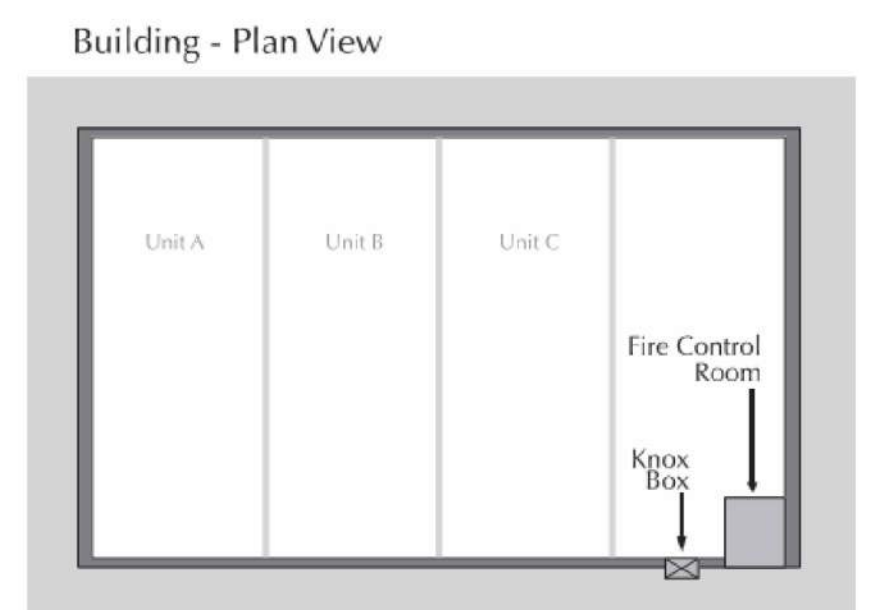 Building - Plan View
Unit A
Unit B
Unit C
Fire Control
Room
Knox
Box